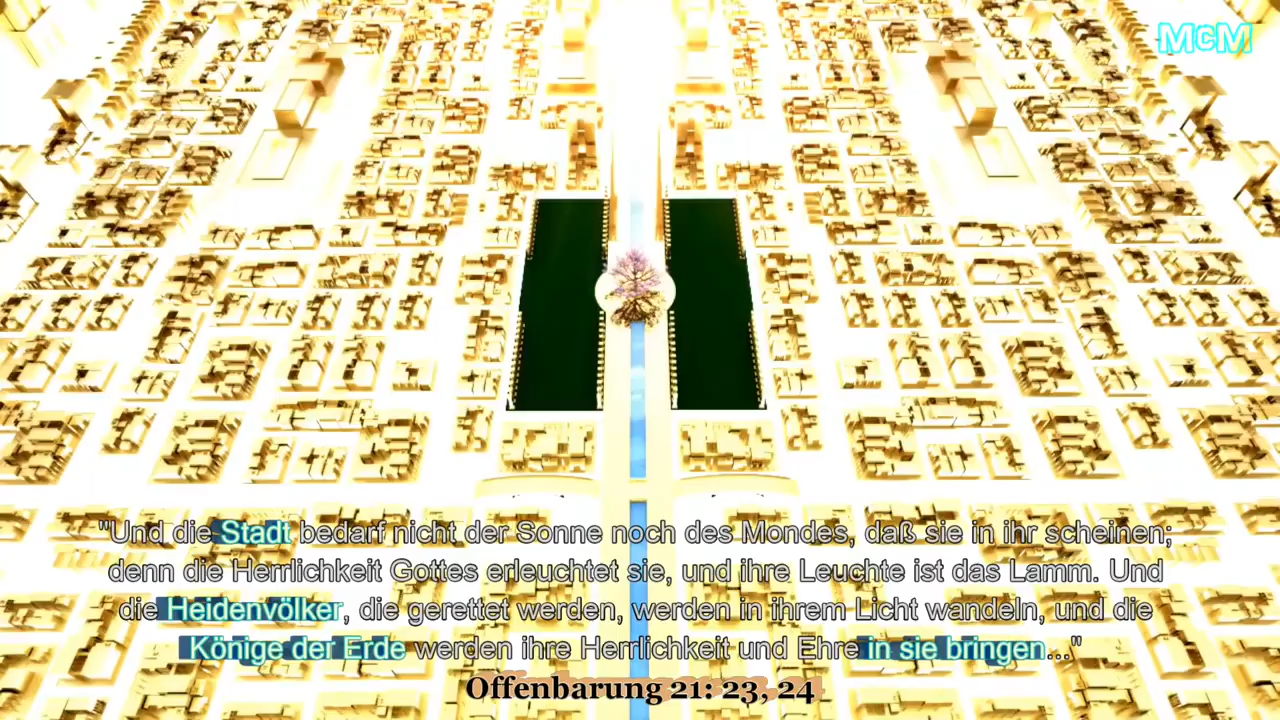 McM
"Und die Stadt bedarf nicht der Sonne noch des Mondes, daß sie in ihr scheinen;
denn die Herrlichkeit Gottes erleuchtet sie, und ihre Leuchte ist das Lamm. Und
die Heidenvölker, die gerettet werden, werden in ihrem Licht wandeln, und die
Könige der Erde werden ihre Herrlichkeit und Ehre in sie bringen..."
Offenbarung 21: 23, 24